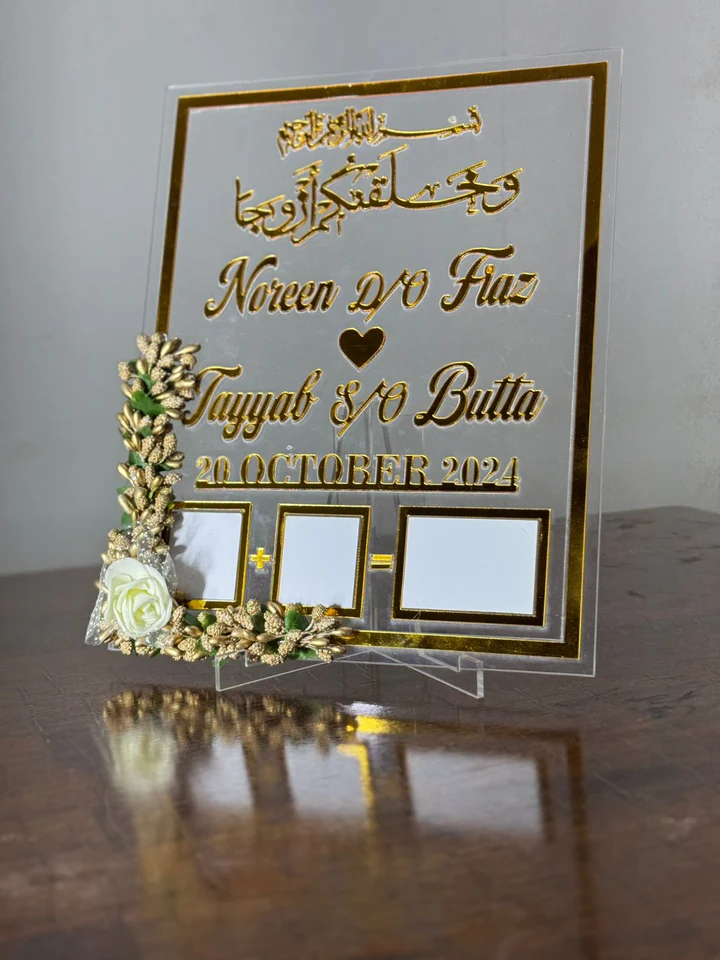 بسم الله الرحمن الرحيم
وخلقنكم أزوجا
Noreen D/O Fiaz
Tayyab S/O Butta
20 OCTOBER 2024
+ =